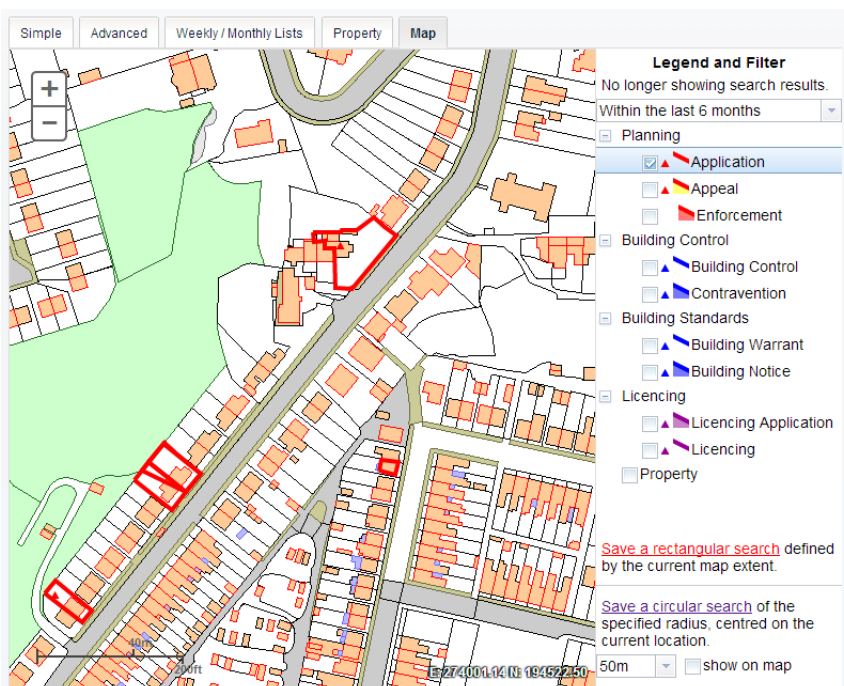 Simple
Advanced
Weekly / Monthly Lists
Property
Map
+
−
40m
200ft
E: 274001.14 N: 194522.50
Legend and Filter
No longer showing search results.
Within the last 6 months
Planning
Application
Appeal
Enforcement
Building Control
Building Control
Contravention
Building Standards
Building Warrant
Building Notice
Licencing
Licencing Application
Licencing
Property
Save a rectangular search defined
by the current map extent.
Save a circular search of the
specified radius, centred on the
current location.
50m
show on map